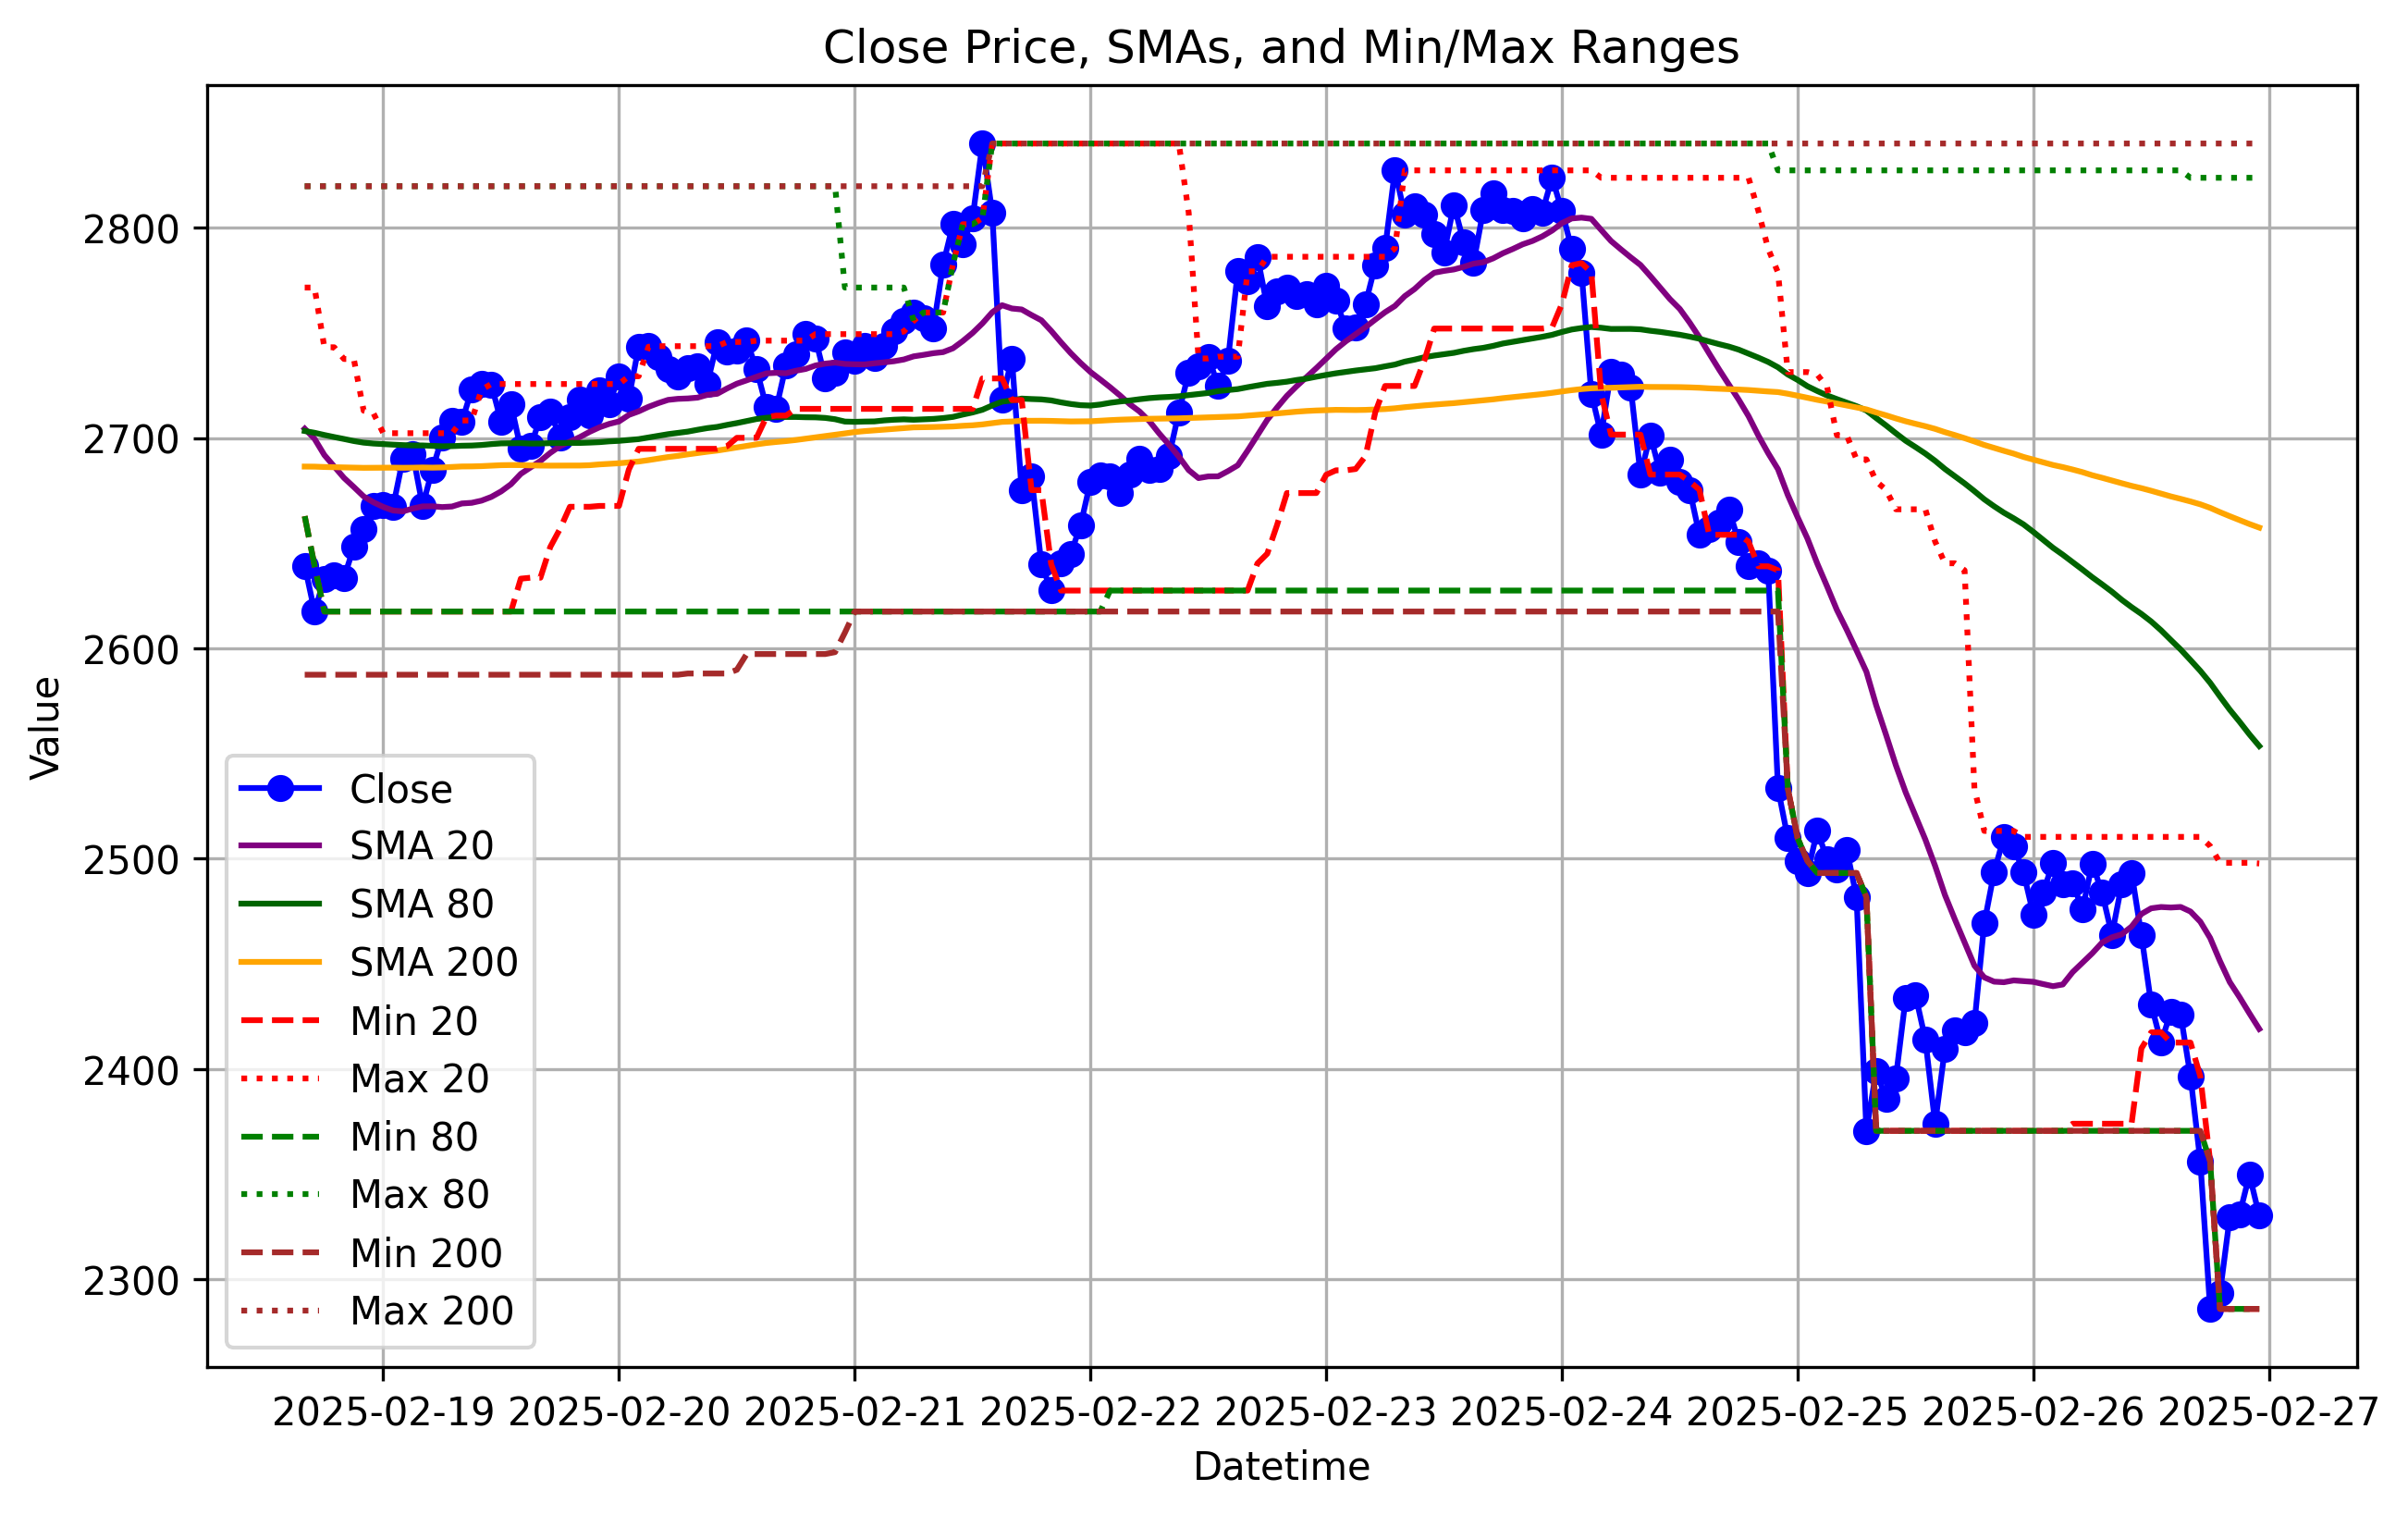 Close Price, SMAs, and Min/Max Ranges
Value
2800
2700
2600
2500
2400
2300
Close
SMA 20
SMA 80
SMA 200
Min 20
Max 20
Min 80
Max 80
Min 200
Max 200
2025-02-19 2025-02-20 2025-02-21 2025-02-22 2025-02-23 2025-02-24 2025-02-25 2025-02-26 2025-02-27
Datetime